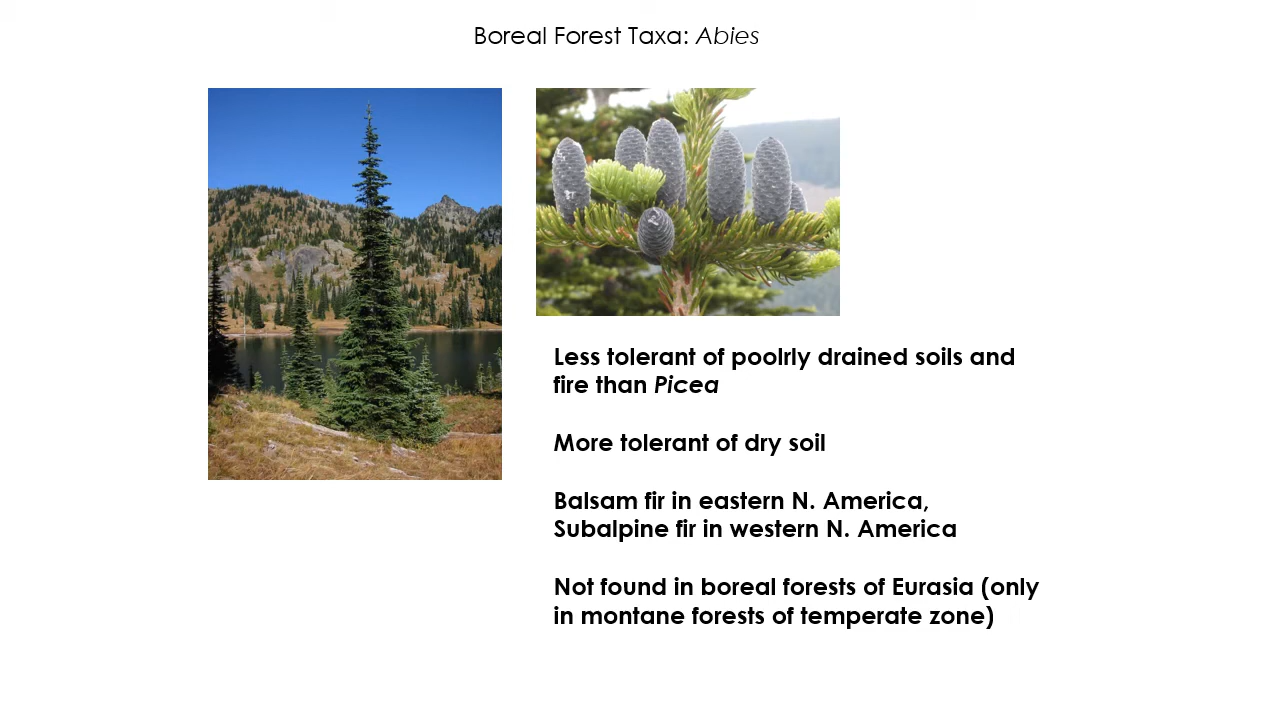 Boreal Forest Taxa: Abies
Less tolerant of poolrly drained soils and
fire than Picea
More tolerant of dry soil
Balsam fir in eastern N. America,
Subalpine fir in western N. America
Not found in boreal forests of Eurasia (only
in montane forests of temperate zone)